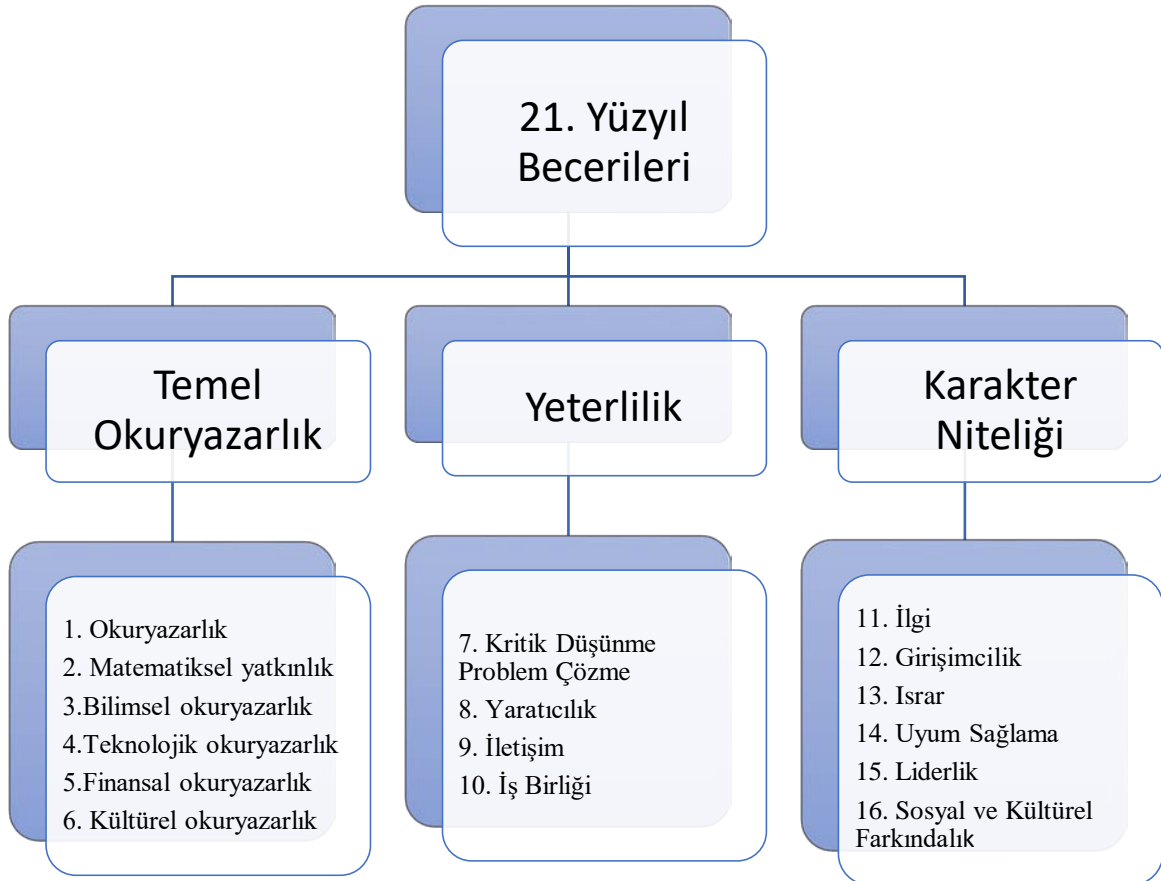 21. Yüzyıl
Becerileri
Temel
Okuryazarlık
Yeterlilik
Karakter
Niteliği
1. Okuryazarlık
2. Matematiksel yatkınlık
3.Bilimsel okuryazarlık
4.Teknolojik okuryazarlık
5.Finansal okuryazarlık
6. Kültürel okuryazarlık
7. Kritik Düşünme
Problem Çözme
8. Yaratıcılık
9. İletişim
10. İş Birliği
11. İlgi
12. Girişimcilik
13. Israr
14. Uyum Sağlama
15. Liderlik
16. Sosyal ve Kültürel
Farkındalık